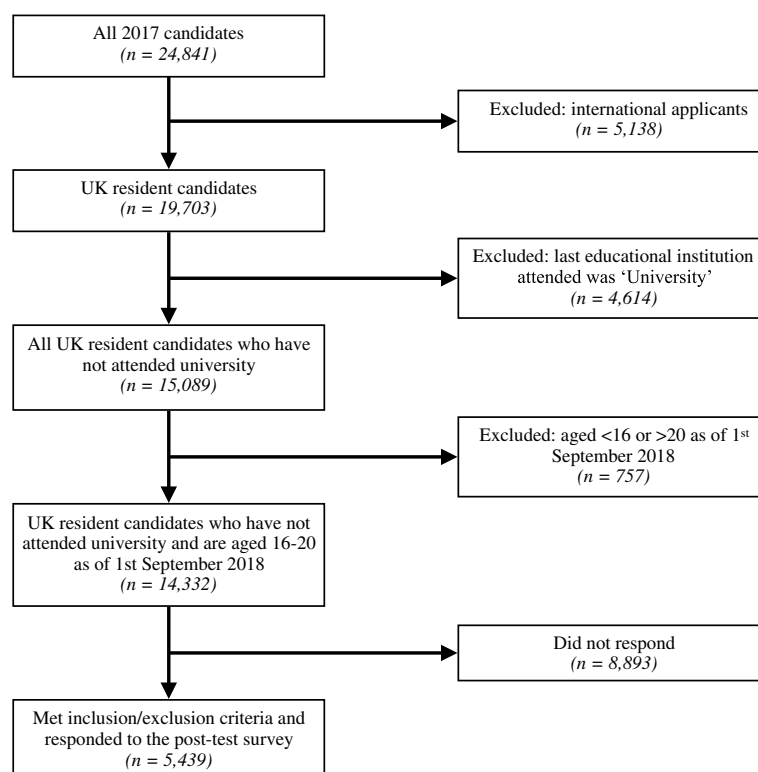 All 2017 candidates
(n = 24,841)
Excluded: international applicants
(n = 5,138)
UK resident candidates
(n = 19,703)
Excluded: last educational institution
attended was ‘University’
(n = 4,614)
All UK resident candidates who have
not attended university
(n = 15,089)
Excluded: aged <16 or >20 as of 1st
September 2018
(n = 757)
UK resident candidates who have not
attended university and are aged 16-20
as of 1st September 2018
(n = 14,332)
Did not respond
(n = 8,893)
Met inclusion/exclusion criteria and
responded to the post-test survey
(n = 5,439)